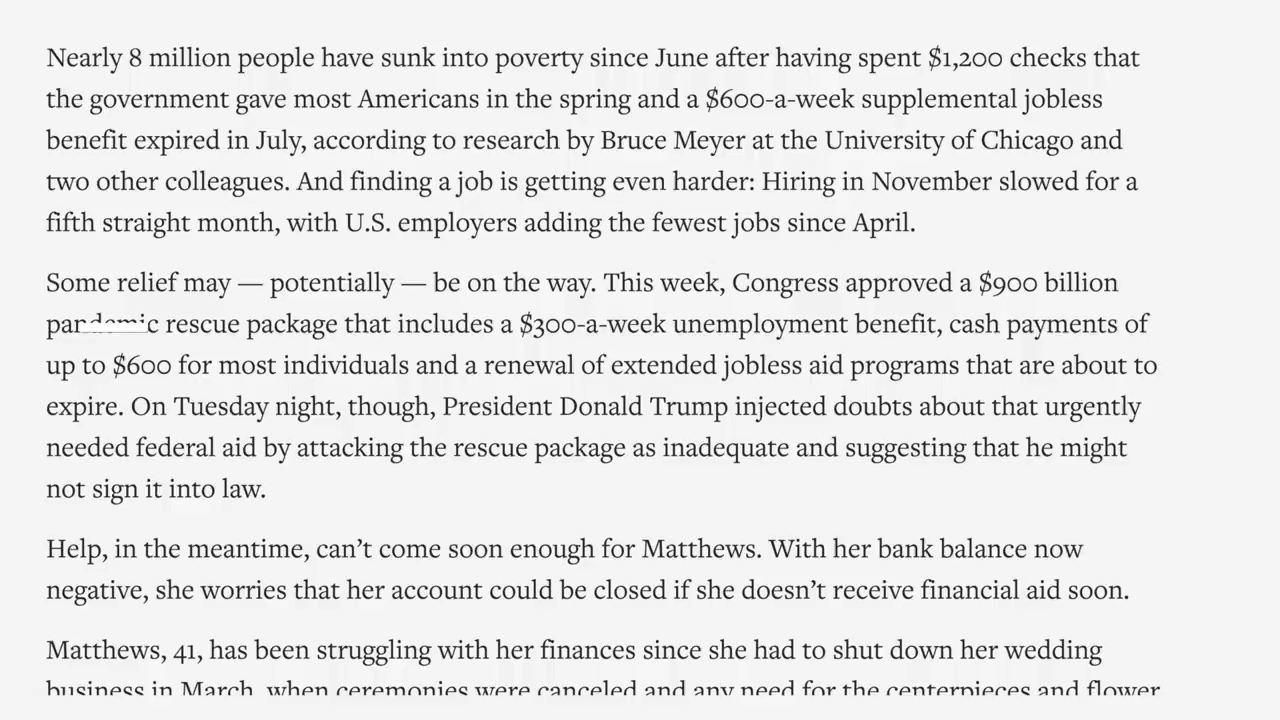 Nearly 8 million people have sunk into poverty since June after having spent $1,200 checks that
the government gave most Americans in the spring and a $600-a-week supplemental jobless
benefit expired in July, according to research by Bruce Meyer at the University of Chicago and
two other colleagues. And finding a job is getting even harder: Hiring in November slowed for a
fifth straight month, with U.S. employers adding the fewest jobs since April.
Some relief may — potentially — be on the way. This week, Congress approved a $900 billion
pandemic rescue package that includes a $300-a-week unemployment benefit, cash payments of
up to $600 for most individuals and a renewal of extended jobless aid programs that are about to
expire. On Tuesday night, though, President Donald Trump injected doubts about that urgently
needed federal aid by attacking the rescue package as inadequate and suggesting that he might
not sign it into law.
Help, in the meantime, can’t come soon enough for Matthews. With her bank balance now
negative, she worries that her account could be closed if she doesn’t receive financial aid soon.
Matthews, 41, has been struggling with her finances since she had to shut down her wedding
business in March, when ceremonies were canceled and any need for the centerpieces and flower